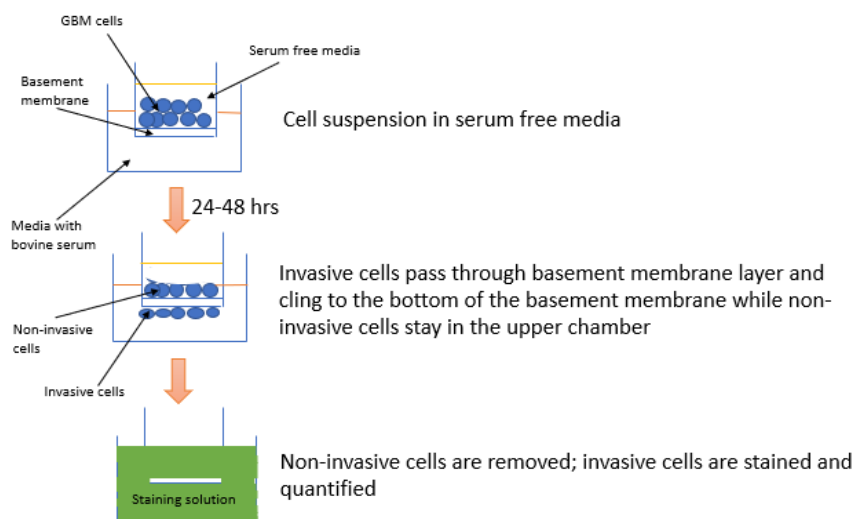 GBM cells
Serum free media
Basement
membrane
Cell suspension in serum free media
24-48 hrs
Media with
bovine serum
Invasive cells pass through basement membrane layer and
cling to the bottom of the basement membrane while non-
invasive cells stay in the upper chamber
Non-invasive
cells
Invasive cells
Non-invasive cells are removed; invasive cells are stained and
quantified
Staining solution